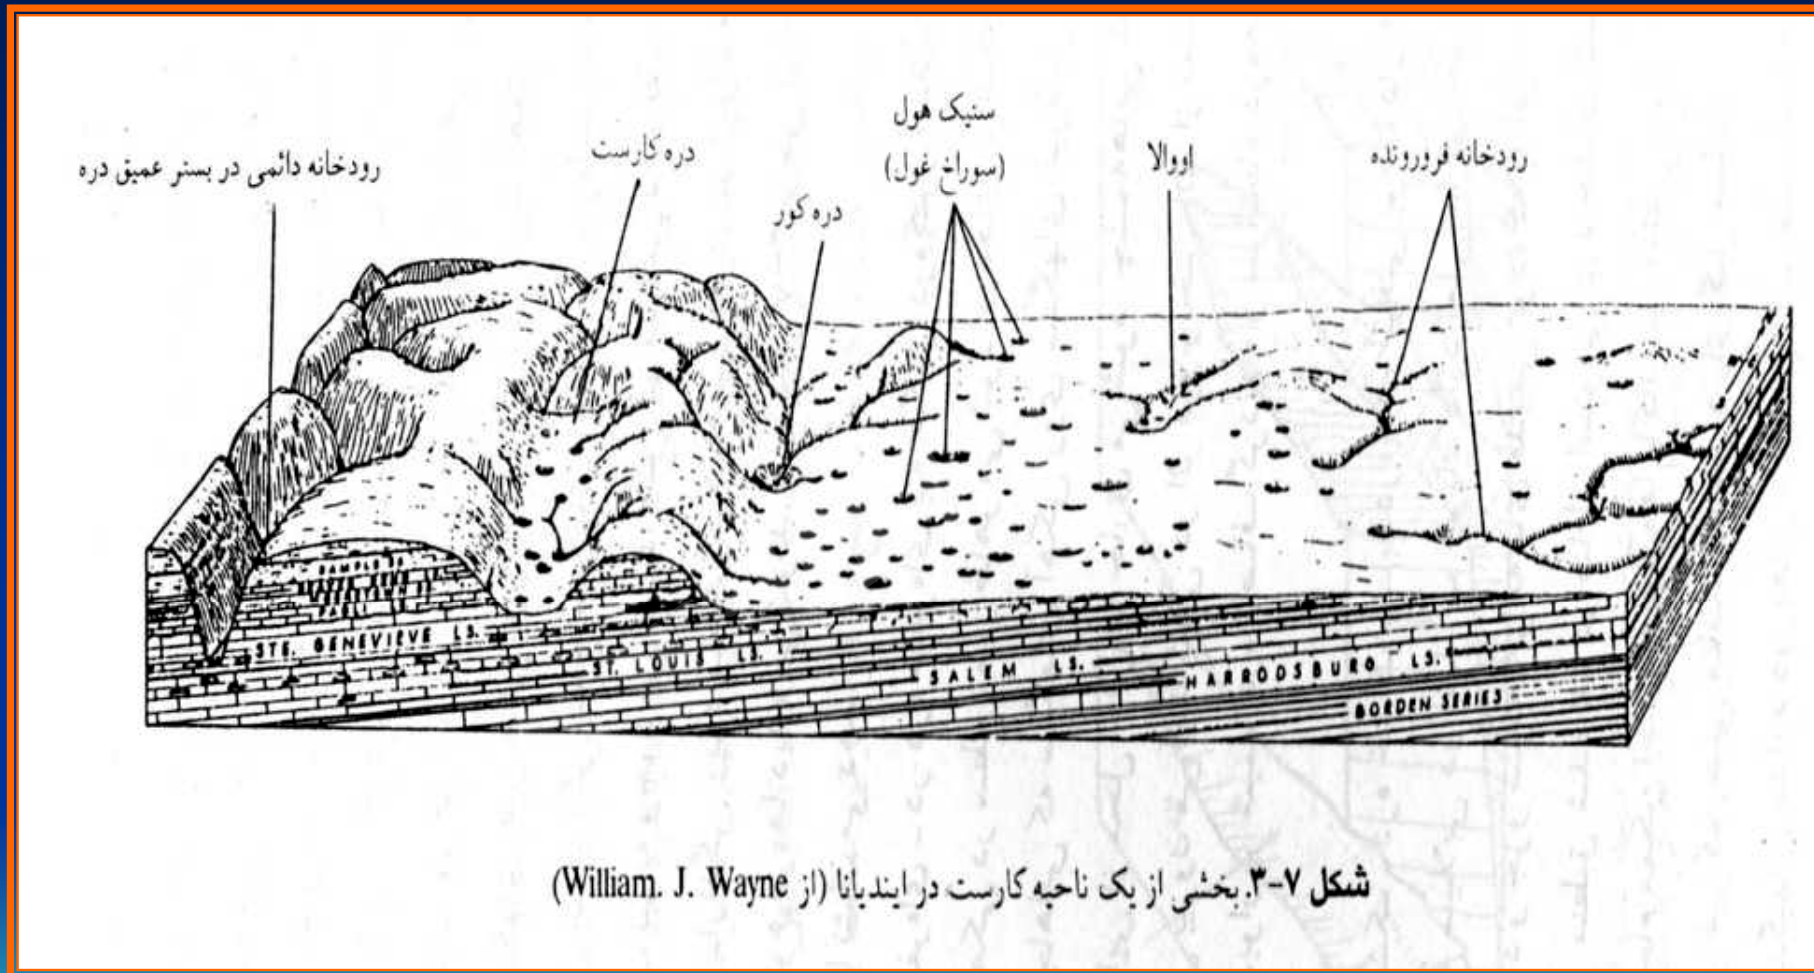 سنیک هول
(سوراخ غول)
اووالا
رودخانه فرورونده
دره کارست
رودخانه دائمی در بستر عمیق دره
دره کور
STE. GENEVIEVE LS.
ST. LOUIS LS.
SALEM LS.
HARRODSBURG LS.
BORDEN SERIES
شکل ۷-۳. بخشی از یک ناحیه کارست در ایندیانا (از William. J. Wayne)